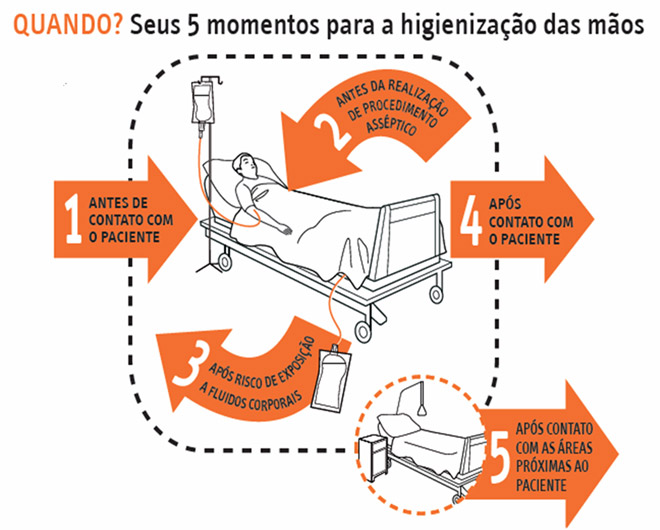 QUANDO? Seus 5 momentos para a higienização das mãos
2
ANTES DA REALIZAÇÃO
DE PROCEDIMENTO
ASSÉPTICO
1
ANTES DE
CONTATO COM
O PACIENTE
4
APÓS
CONTATO COM
O PACIENTE
3
APÓS RISCO DE EXPOSIÇÃO
A FLUIDOS CORPORAIS
5
APÓS CONTATO
COM AS ÁREAS
PRÓXIMAS AO
PACIENTE